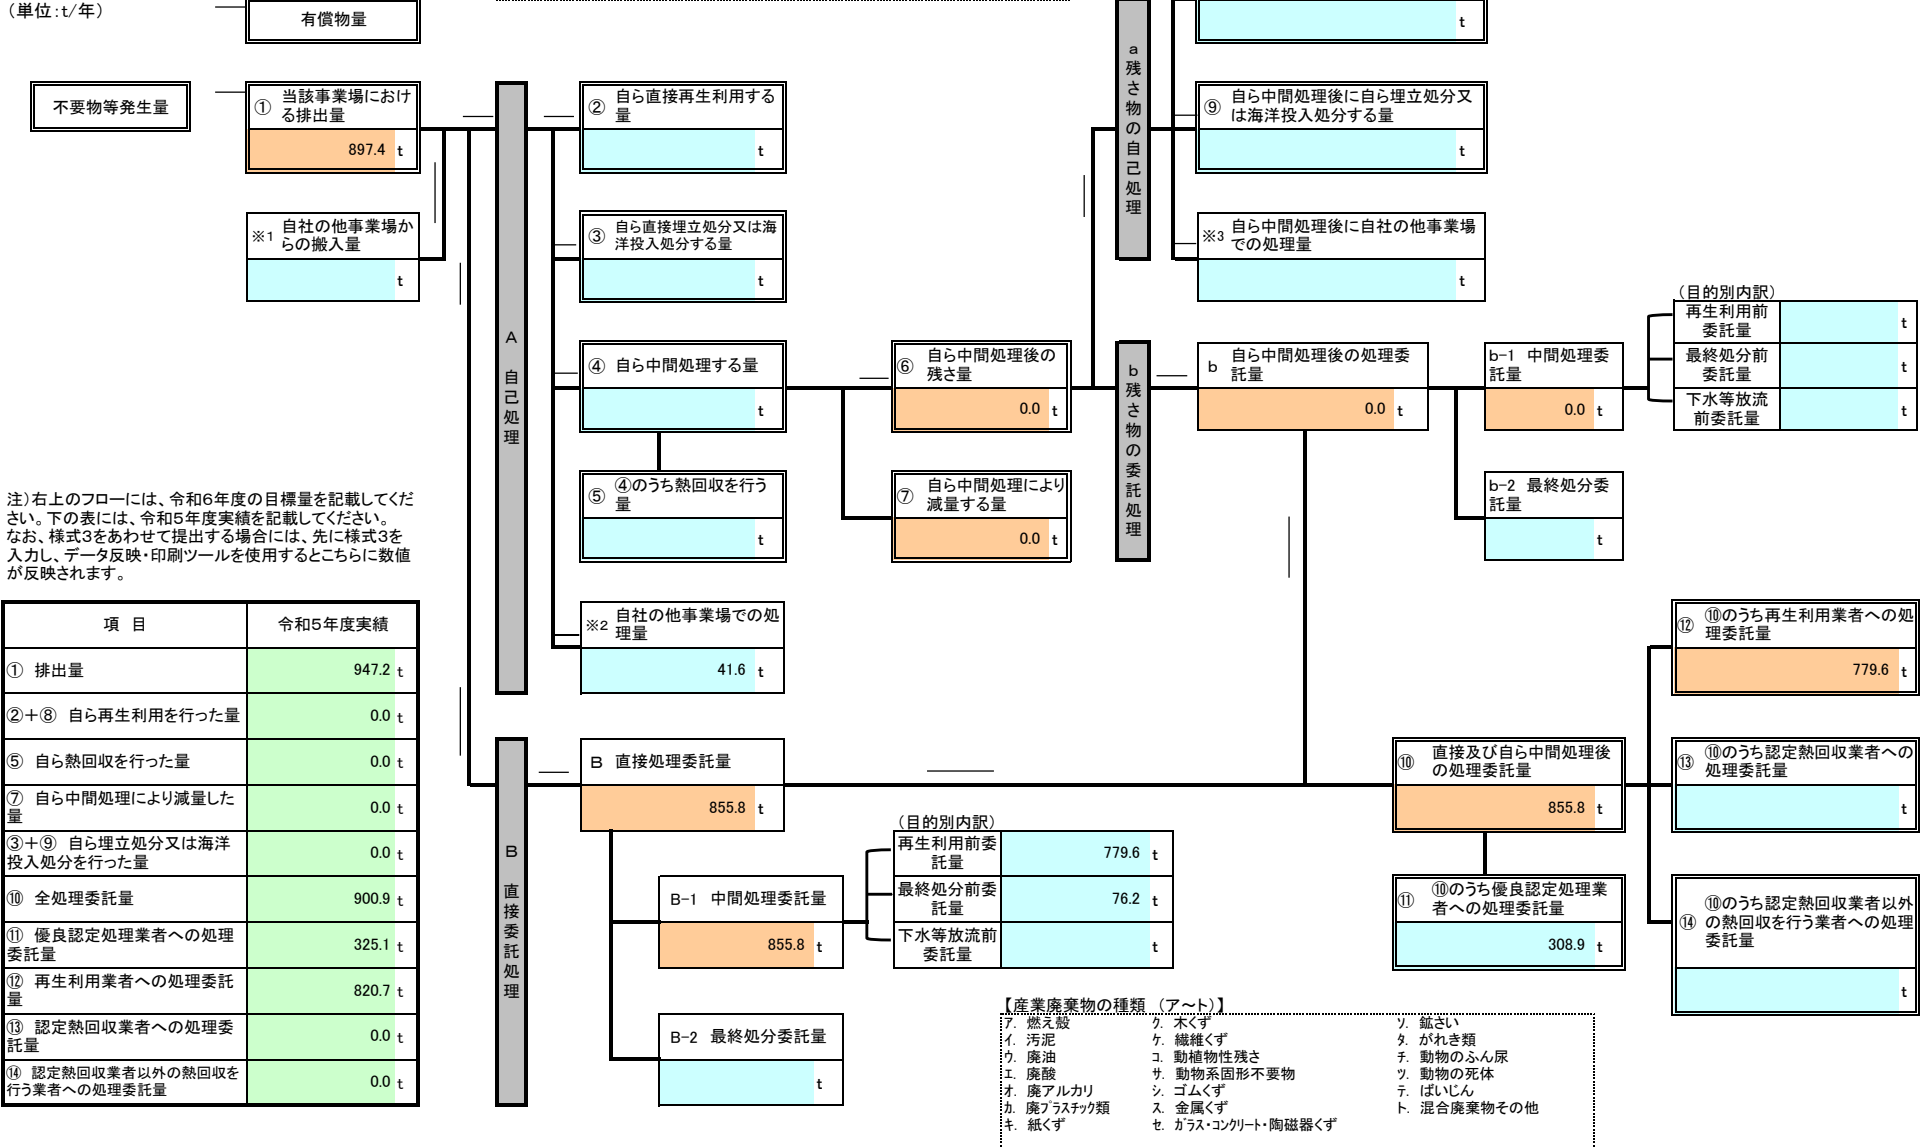 （単位：t/年）
有償物量
t
不要物等発生量
① 当該事業場におけ
る排出量
897.4 t
※1 自社の他事業場か
らの搬入量
t
A 自己処理
② 自ら直接再生利用する
量
t
③ 自ら直接埋立処分又は海
洋投入処分する量
t
④ 自ら中間処理する量
t
⑤ ④のうち熱回収を行う
量
t
※2 自社の他事業場での処
理量
41.6 t
⑥ 自ら中間処理後の
残さ量
0.0 t
⑦ 自ら中間処理により
減量する量
0.0 t
a 残さ物の自己処理
⑨ 自ら中間処理後に自ら埋立処分又
は海洋投入処分する量
t
※3 自ら中間処理後に自社の他事業場
での処理量
t
b 残さ物の委託処理
b 自ら中間処理後の処理委
託量
0.0 t
b-1 中間処理委
託量
0.0 t
b-2 最終処分委
託量
t
（目的別内訳）
再生利用前
委託量
t
最終処分前
委託量
t
下水等放流
前委託量
t
注）右上のフローには、令和６年度の目標量を記載してくだ
さい。下の表には、令和５年度実績を記載してください。
なお、様式３をあわせて提出する場合には、先に様式３を
入力し、データ反映・印刷ツールを使用するとこちらに数値
が反映されます。
項 目 令和５年度実績
① 排出量 947.2 t
②＋⑧ 自ら再生利用を行った量 0.0 t
⑤ 自ら熱回収を行った量 0.0 t
⑦ 自ら中間処理により減量した
量 0.0 t
③＋⑨ 自ら埋立処分又は海洋
投入処分を行った量 0.0 t
⑩ 全処理委託量 900.9 t
⑪ 優良認定処理業者への処理
委託量 325.1 t
⑫ 再生利用業者への処理委託
量 820.7 t
⑬ 認定熱回収業者への処理委
託量 0.0 t
⑭ 認定熱回収業者以外の熱回収を
行う業者への処理委託量 0.0 t
B 直接委託処理
B 直接処理委託量
855.8 t
B-1 中間処理委託量
855.8 t
B-2 最終処分委託量
t
（目的別内訳）
再生利用前委
託量
779.6 t
最終処分前委
託量
76.2 t
下水等放流前
委託量
t
⑩ 直接及び自ら中間処理後
の処理委託量
855.8 t
⑪ ⑩のうち優良認定処理業
者への処理委託量
308.9 t
⑫ ⑩のうち再生利用業者への処
理委託量
779.6 t
⑬ ⑩のうち認定熱回収業者への
処理委託量
t
⑭ ⑩のうち認定熱回収業者以外
の熱回収を行う業者への処理
委託量
t
【産業廃棄物の種類 （ア～ト）】
ア. 燃え殻 ク. 木くず ソ. 鉱さい
イ. 汚泥 ケ. 繊維くず タ. がれき類
ウ. 廃油 コ. 動植物性残さ チ. 動物のふん尿
エ. 廃酸 サ. 動物系固形不要物 ツ. 動物の死体
オ. 廃アルカリ シ. ゴムくず テ. ばいじん
カ. 廃プラスチック類 ス. 金属くず ト. 混合廃棄物その他
キ. 紙くず セ. ガラス・コンクリート・陶磁器くず